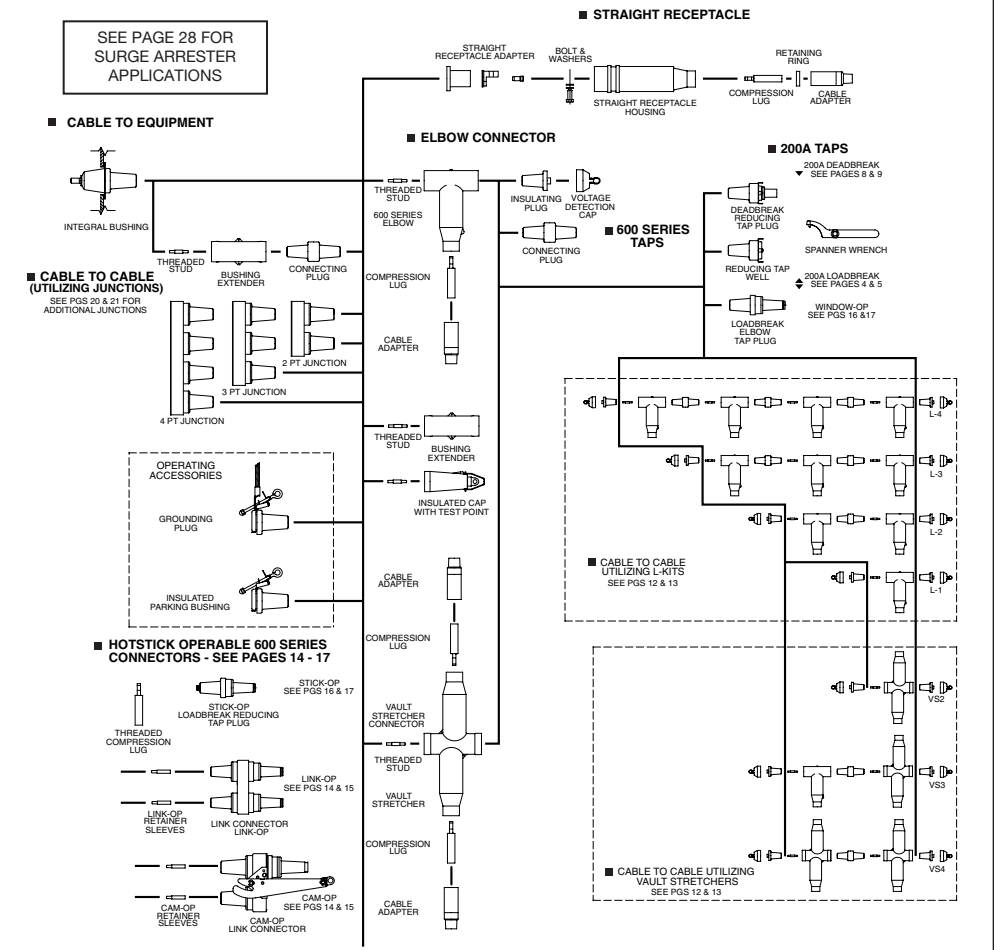 ■ STRAIGHT RECEPTACLE
SEE PAGE 28 FOR
SURGE ARRESTER
APPLICATIONS
STRAIGHT
RECEPTACLE ADAPTER
BOLT &
WASHERS
STRAIGHT RECEPTACLE
HOUSING
RETAINING
RING
COMPRESSION
LUG
CABLE
ADAPTER
■ CABLE TO EQUIPMENT
INTEGRAL BUSHING
THREADED
STUD
BUSHING
EXTENDER
CONNECTING
PLUG
■ ELBOW CONNECTOR
THREADED
STUD
600 SERIES
ELBOW
INSULATING
PLUG
VOLTAGE
DETECTION
CAP
■ 600 SERIES
TAPS
CONNECTING
PLUG
COMPRESSION
LUG
CABLE
ADAPTER
■ 200A TAPS
200A DEADBREAK
SEE PAGES 8 & 9
DEADBREAK
REDUCING
TAP PLUG
SPANNER WRENCH
REDUCING TAP
WELL
200A LOADBREAK
SEE PAGES 4 & 5
LOADBREAK
ELBOW
TAP PLUG
WINDOW-OP
SEE PGS 16 &17
■ CABLE TO CABLE
(UTILIZING JUNCTIONS)
SEE PGS 20 & 21 FOR
ADDITIONAL JUNCTIONS
2 PT JUNCTION
3 PT JUNCTION
4 PT JUNCTION
THREADED
STUD
BUSHING
EXTENDER
INSULATED CAP
WITH TEST POINT
OPERATING
ACCESSORIES
GROUNDING
PLUG
INSULATED
PARKING BUSHING
L-4
L-3
L-2
L-1
■ CABLE TO CABLE
UTILIZING L-KITS
SEE PGS 12 & 13
■ HOTSTICK OPERABLE 600 SERIES
CONNECTORS - SEE PAGES 14 - 17
THREADED
COMPRESSION
LUG
STICK-OP
SEE PGS 16 & 17
STICK-OP
LOADBREAK REDUCING
TAP PLUG
LINK-OP
SEE PGS 14 & 15
LINK-OP
RETAINER
SLEEVES
LINK CONNECTOR
LINK-OP
CAM-OP
SEE PGS 14 & 15
CAM-OP
RETAINER
SLEEVES
CAM-OP
LINK CONNECTOR
CABLE
ADAPTER
COMPRESSION
LUG
VAULT
STRETCHER
CONNECTOR
THREADED
STUD
VAULT
STRETCHER
COMPRESSION
LUG
CABLE
ADAPTER
VS2
VS3
VS4
■ CABLE TO CABLE UTILIZING
VAULT STRETCHERS
SEE PGS 12 & 13